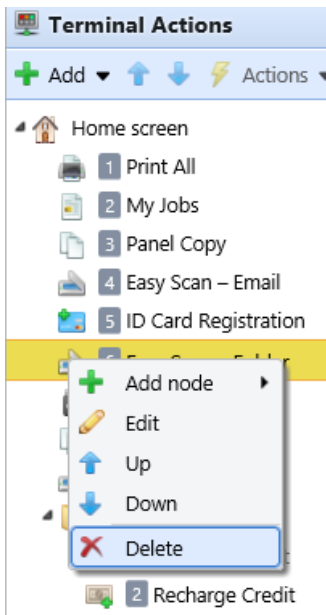 Terminal Actions
Add Actions
Home screen
1 Print All
2 My Jobs
3 Panel Copy
4 Easy Scan – Email
5 ID Card Registration
Add node
Edit
Up
Down
Delete
2 Recharge Credit